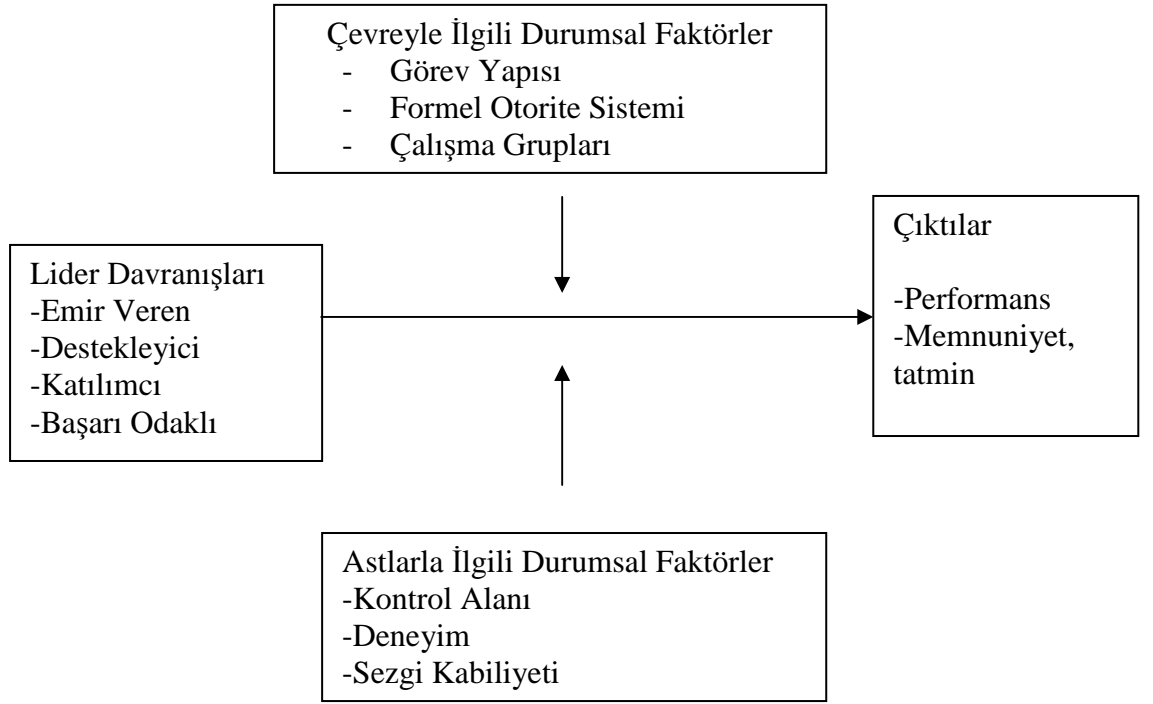 Çevreyle İlgili Durumsal Faktörler
- Görev Yapısı
- Formel Otorite Sistemi
- Çalışma Grupları
Lider Davranışları
-Emir Veren
-Destekleyici
-Katılımcı
-Başarı Odaklı
Çıktılar
-Performans
-Memnuniyet,
tatmin
Astlarla İlgili Durumsal Faktörler
-Kontrol Alanı
-Deneyim
-Sezgi Kabiliyeti